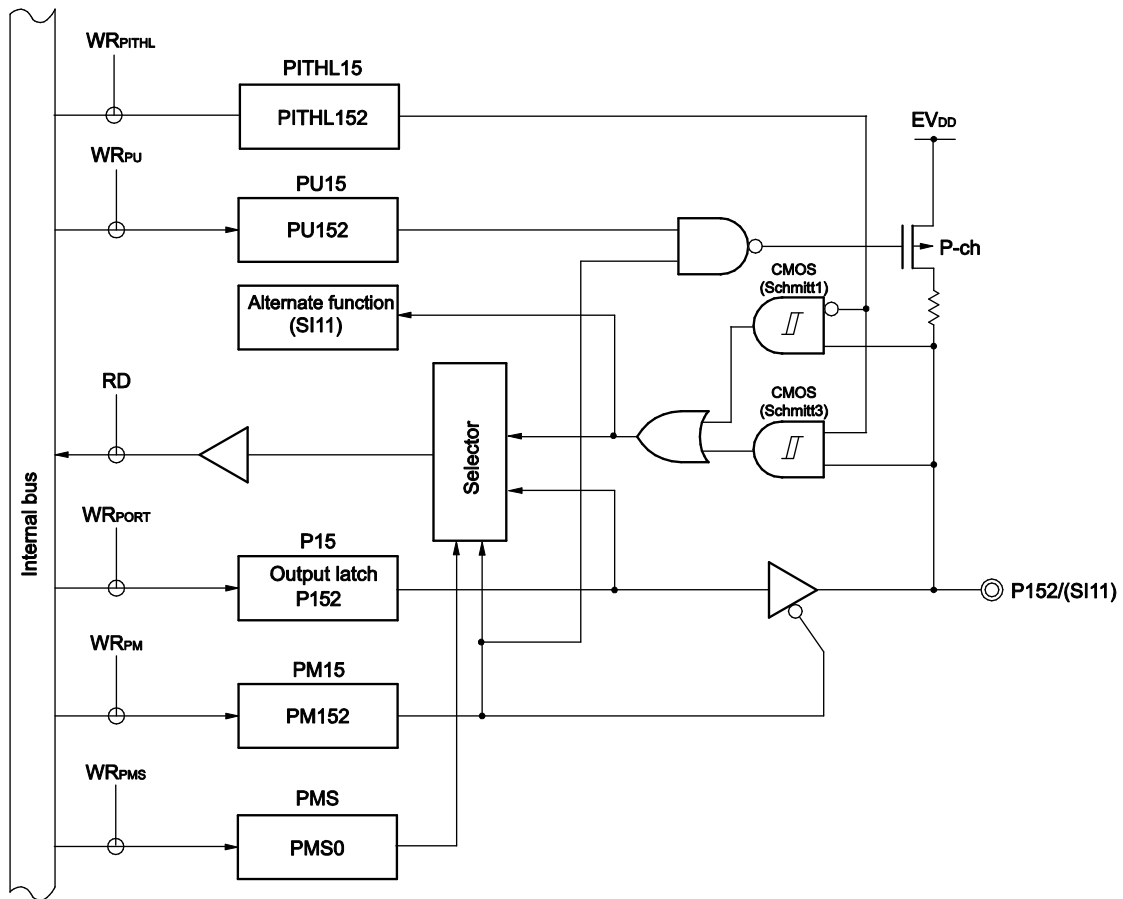 WRPITHL
PITHL15
PITHL152
EVDD
WRPU
PU15
PU152
P-ch
CMOS
(Schmitt1)
Alternate function
(SI11)
RD
CMOS
(Schmitt3)
Selector
Internal bus
WRPORT
P15
Output latch
P152
P152/(SI11)
WRPM
PM15
PM152
WRPMS
PMS
PMS0